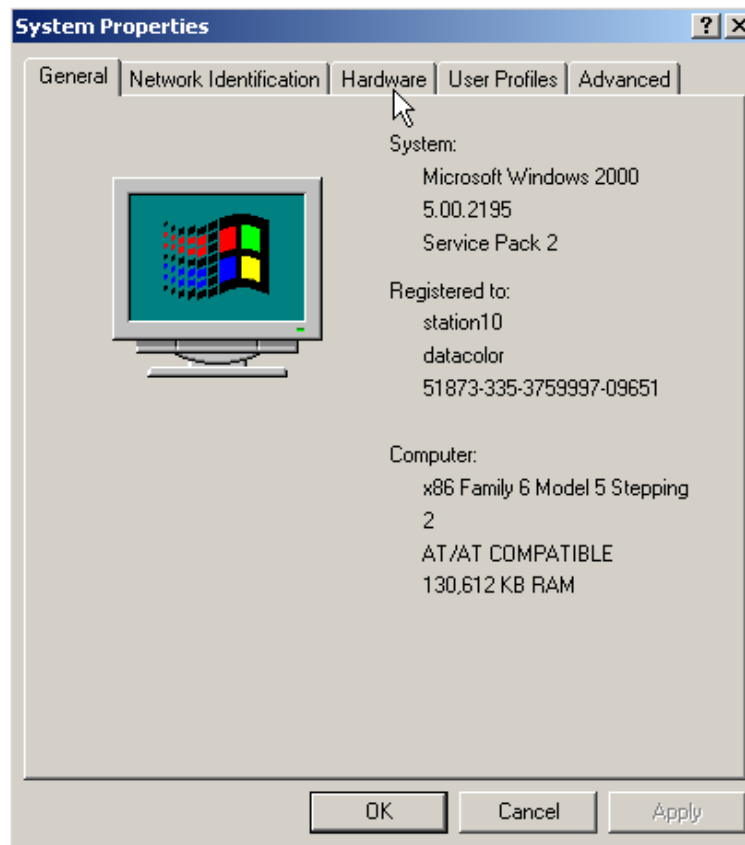 System Properties
General Network Identification Hardware User Profiles Advanced
System:
Microsoft Windows 2000
5.00.2195
Service Pack 2
Registered to:
station10
datacolor
51873-335-3759997-09651
Computer:
x86 Family 6 Model 5 Stepping
2
AT/AT COMPATIBLE
130,612 KB RAM
OK Cancel Apply